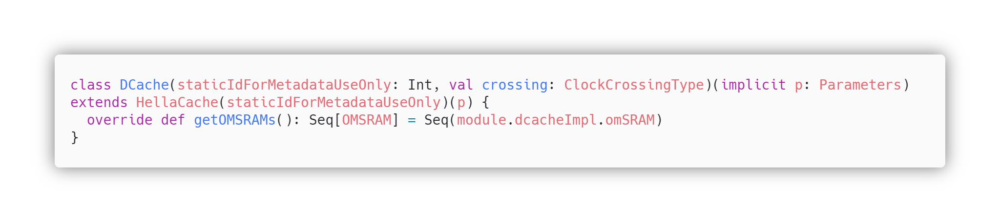 class DCache(staticIdForMetadataUseOnly: Int, val crossing: ClockCrossingType)(implicit p: Parameters)
extends HellaCache(staticIdForMetadataUseOnly)(p) {
  override def getOMSRAMs(): Seq[OMSRAM] = Seq(module.dcacheImpl.omSRAM)
}